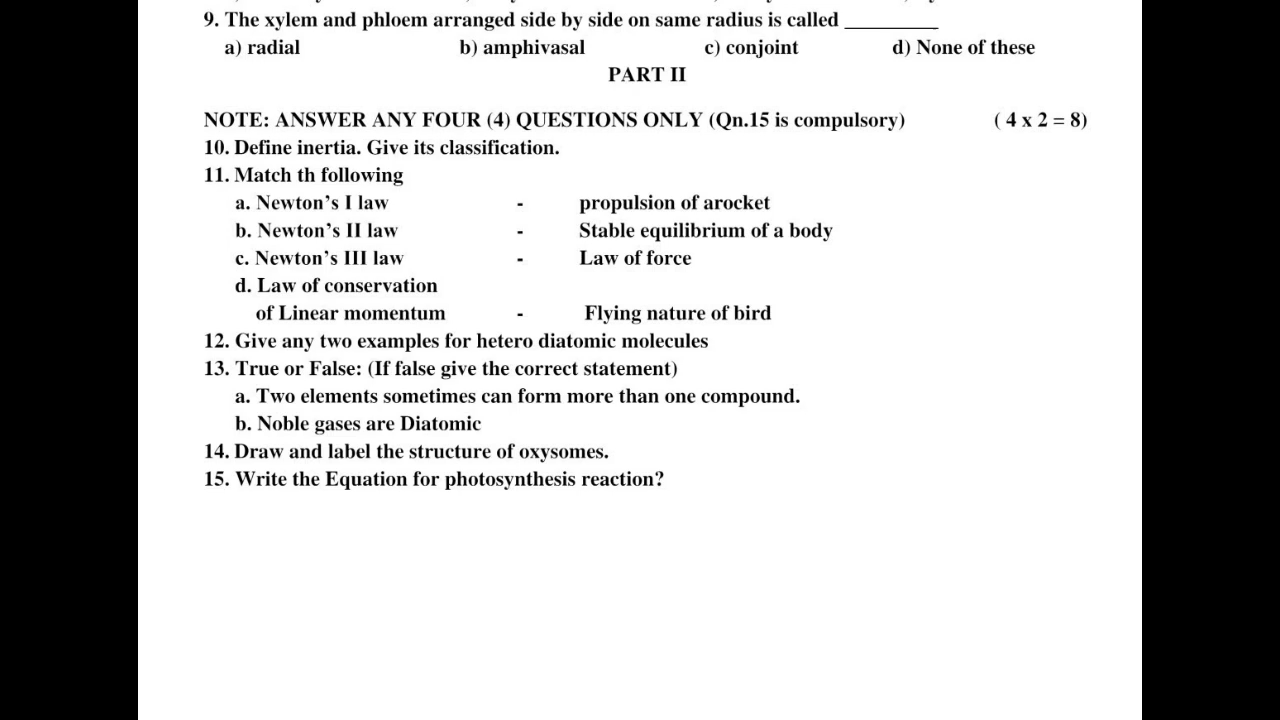 9. The xylem and phloem arranged side by side on same radius is called _________
a) radial b) amphivasal c) conjoint d) None of these
PART II
NOTE: ANSWER ANY FOUR (4) QUESTIONS ONLY (Qn.15 is compulsory) ( 4 x 2 = 8)
10. Define inertia. Give its classification.
11. Match th following
a. Newton’s I law - propulsion of arocket
b. Newton’s II law - Stable equilibrium of a body
c. Newton’s III law - Law of force
d. Law of conservation
of Linear momentum - Flying nature of bird
12. Give any two examples for hetero diatomic molecules
13. True or False: (If false give the correct statement)
a. Two elements sometimes can form more than one compound.
b. Noble gases are Diatomic
14. Draw and label the structure of oxysomes.
15. Write the Equation for photosynthesis reaction?